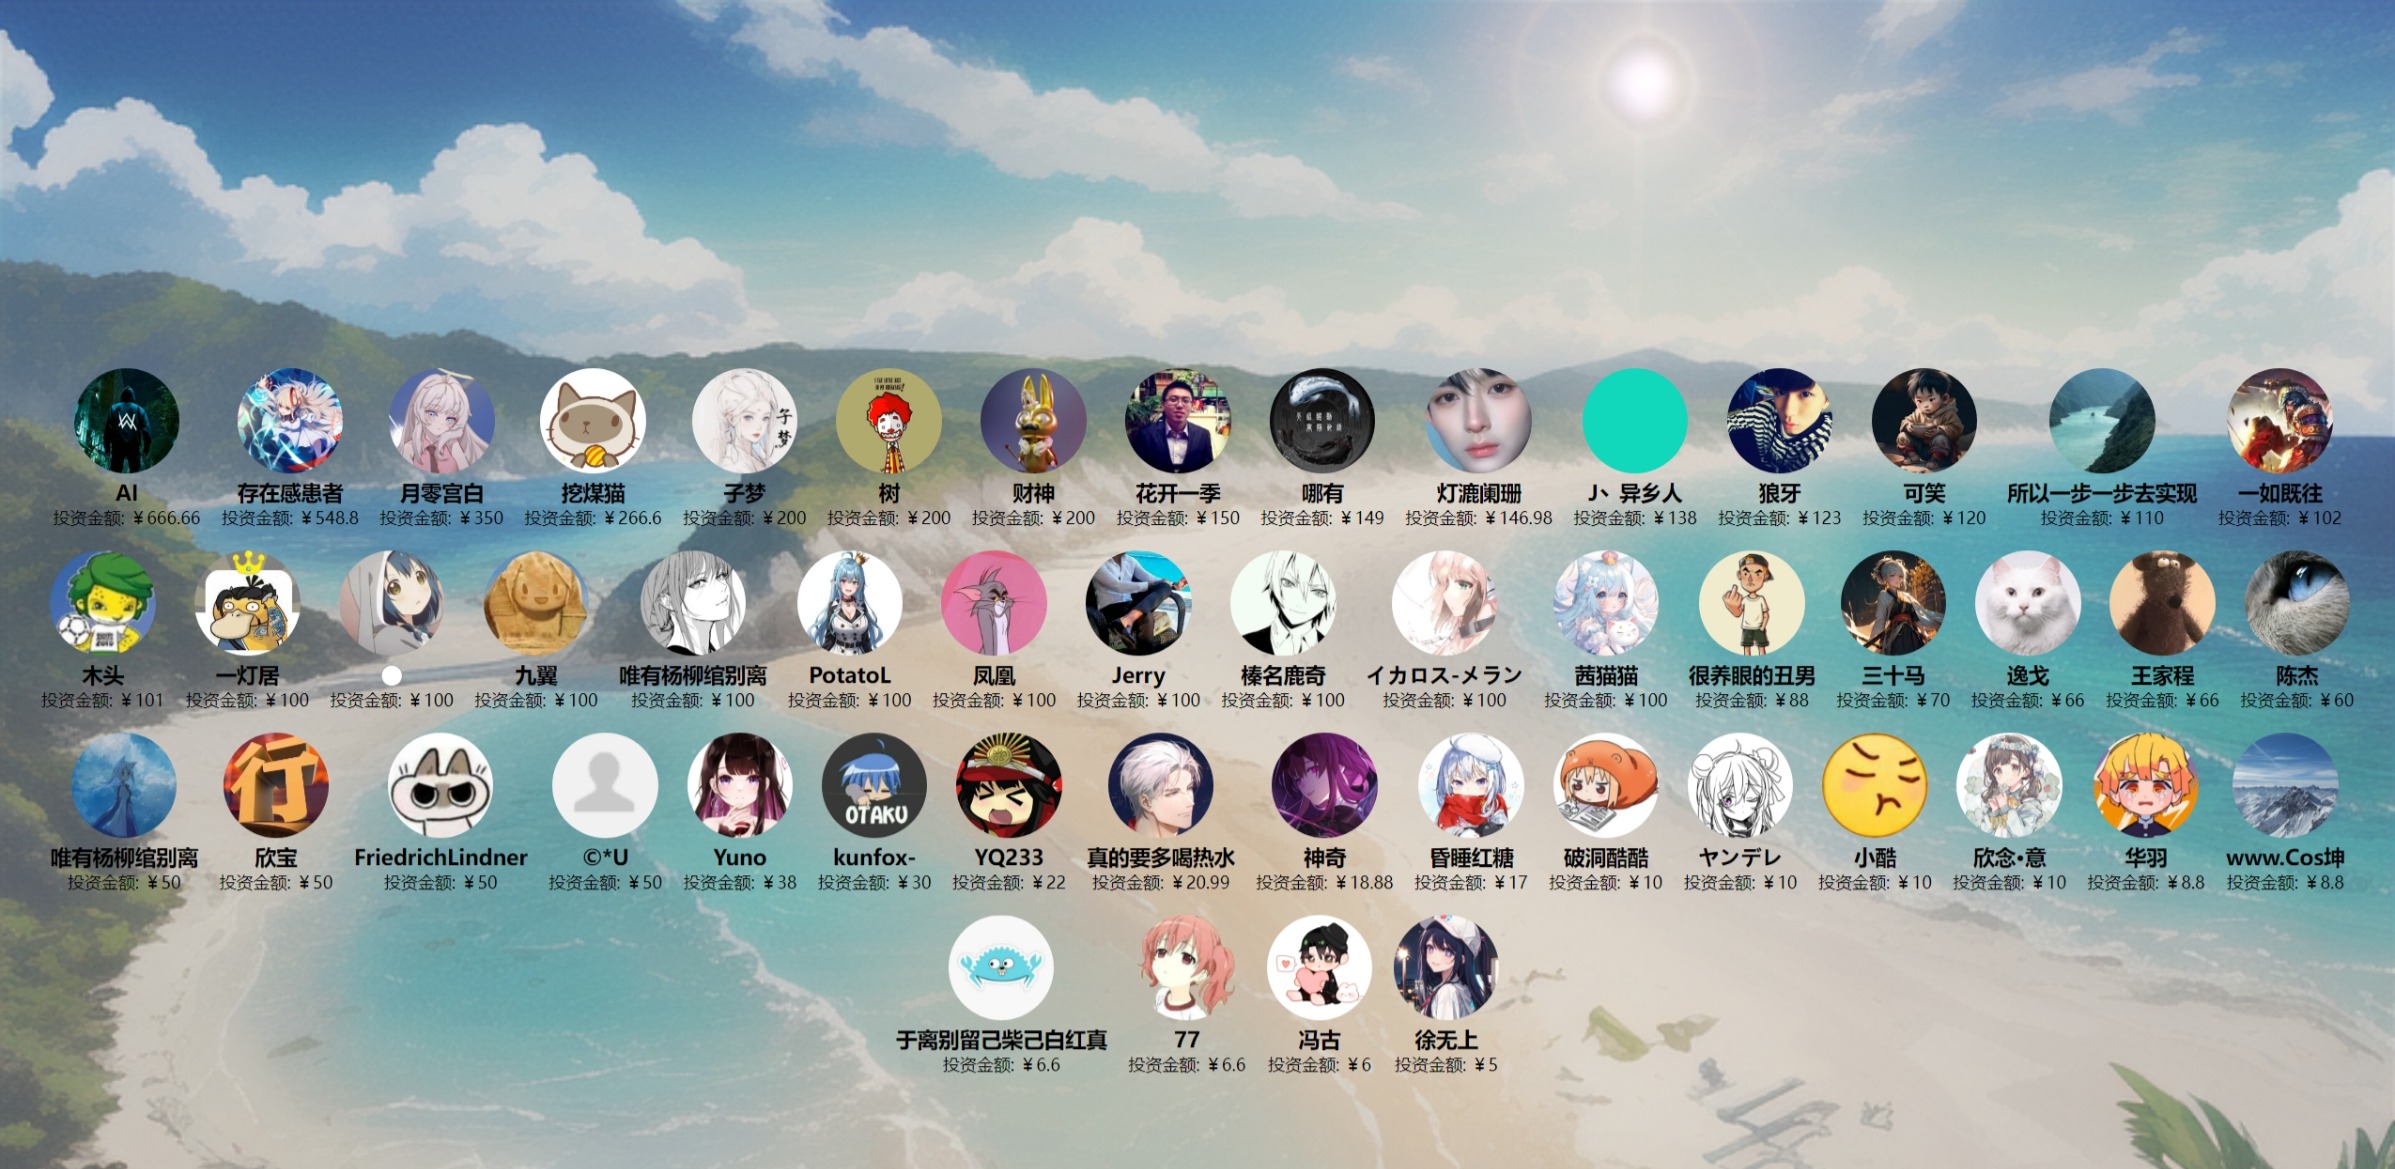 AI
投资金额: ¥666.66
存在感患者
投资金额: ¥548.8
月零宫白
投资金额: ¥350
挖煤猫
投资金额: ¥266.6
子梦
投资金额: ¥200
树
投资金额: ¥200
财神
投资金额: ¥200
花开一季
投资金额: ¥150
哪有
投资金额: ¥149
灯漉阑珊
投资金额: ¥146.98
J丶 异乡人
投资金额: ¥138
狼牙
投资金额: ¥123
可笑
投资金额: ¥120
所以一步一步去实现
投资金额: ¥110
一如既往
投资金额: ¥102
木头
投资金额: ¥101
一灯居
投资金额: ¥100
投资金额: ¥100
九翼
投资金额: ¥100
唯有杨柳绾别离
投资金额: ¥100
PotatoL
投资金额: ¥100
凤凰
投资金额: ¥100
Jerry
投资金额: ¥100
榛名鹿奇
投资金额: ¥100
イカロス-メラン
投资金额: ¥100
茜猫猫
投资金额: ¥100
很养眼的丑男
投资金额: ¥88
三十马
投资金额: ¥70
逸戈
投资金额: ¥66
王家程
投资金额: ¥66
陈杰
投资金额: ¥60
唯有杨柳绾别离
投资金额: ¥50
行
欣宝
投资金额: ¥50
FriedrichLindner
投资金额: ¥50
©*U
投资金额: ¥50
Yuno
投资金额: ¥38
OTAKU
kunfox-
投资金额: ¥30
YQ233
投资金额: ¥22
真的要多喝热水
投资金额: ¥20.99
神奇
投资金额: ¥18.88
昏睡红糖
投资金额: ¥17
破洞酷酷
投资金额: ¥10
ヤンデレ
投资金额: ¥10
小酷
投资金额: ¥10
欣念•意
投资金额: ¥10
华羽
投资金额: ¥8.8
www.Cos坤
投资金额: ¥8.8
于离别留己柴己白红真
投资金额: ¥6.6
77
投资金额: ¥6.6
冯古
投资金额: ¥6
徐无上
投资金额: ¥5